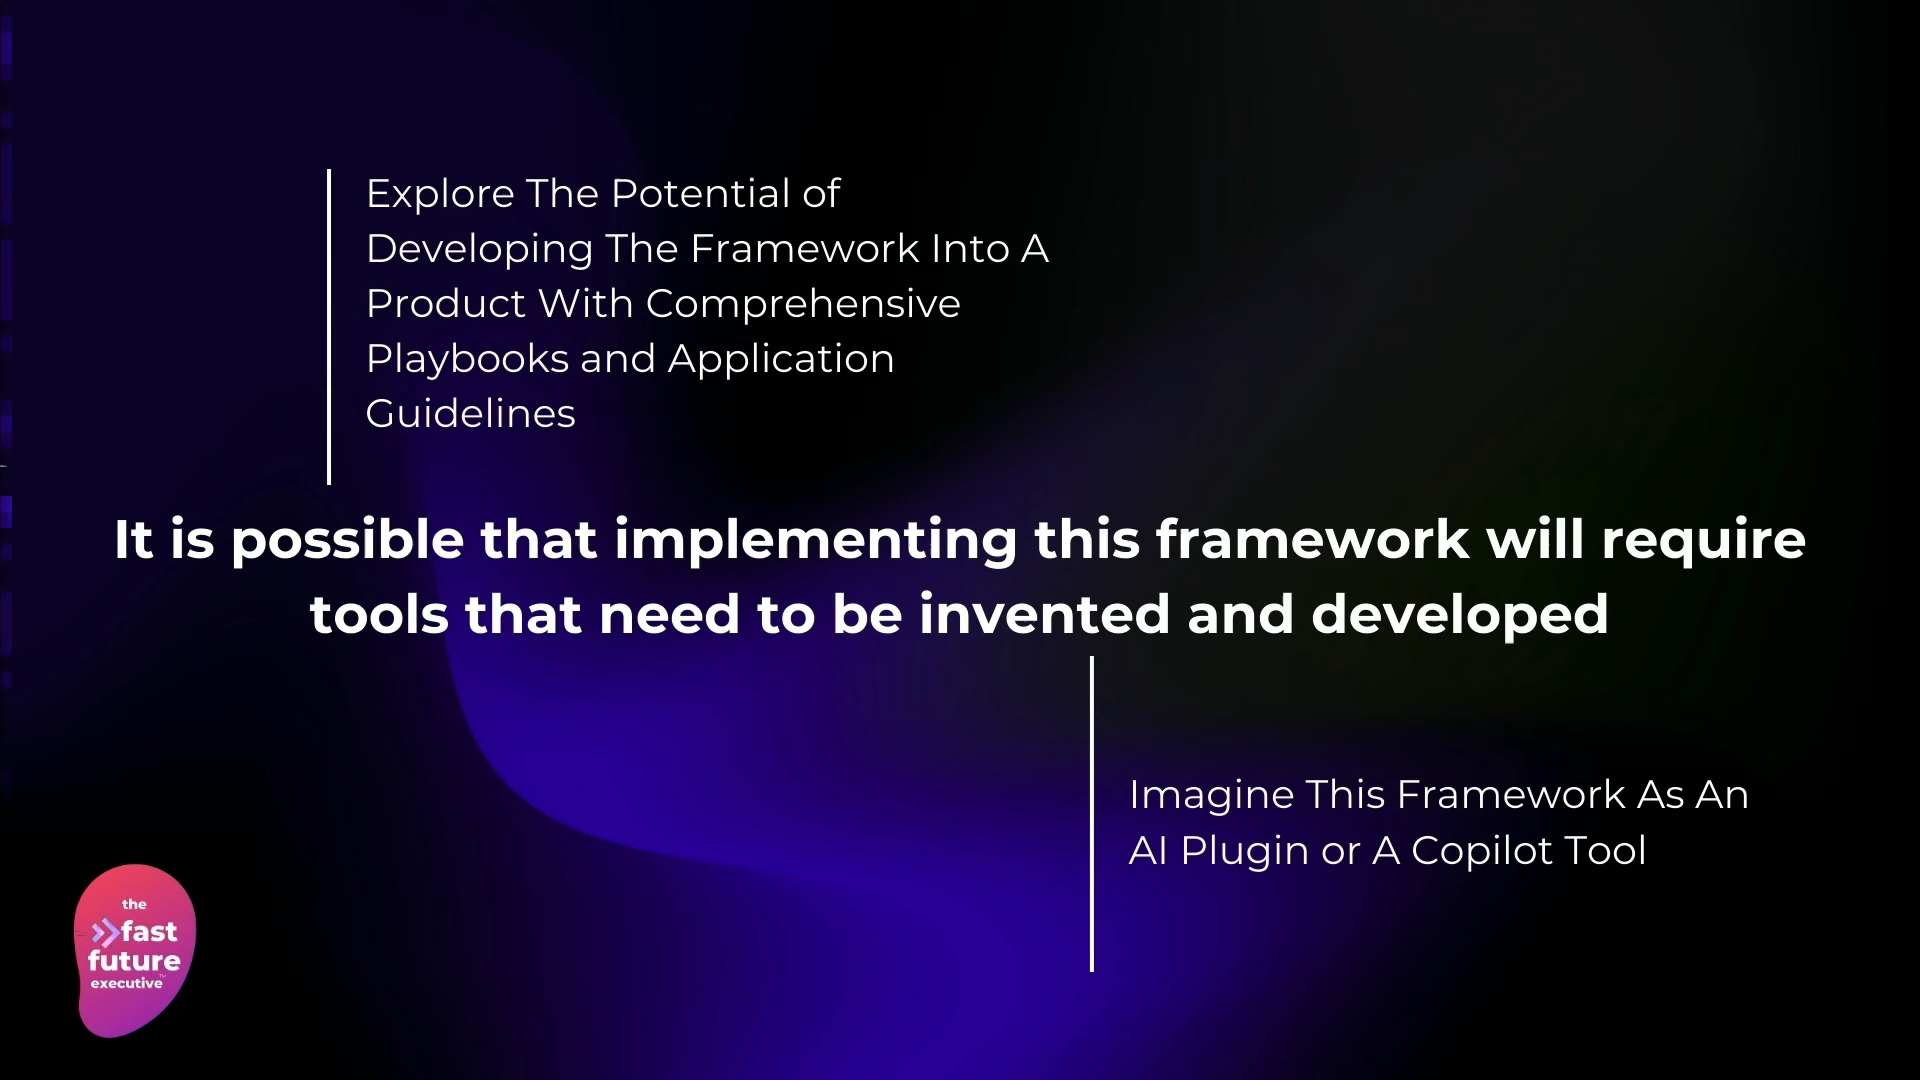 Explore The Potential of
Developing The Framework Into A
Product With Comprehensive
Playbooks and Application
Guidelines
It is possible that implementing this framework will require
tools that need to be invented and developed
Imagine This Framework As An
AI Plugin or A Copilot Tool
the
fast
future
executive™